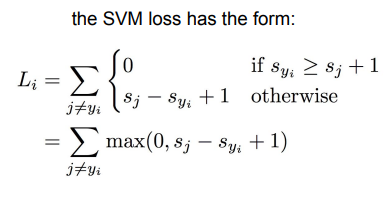 the SVM loss has the form:
L_i = \sum_{j \neq y_i} \begin{cases} 0 & \text{if } s_{y_i} \geq s_j + 1 \\ s_j - s_{y_i} + 1 & \text{otherwise} \end{cases}
= \sum_{j \neq y_i} \max(0, s_j - s_{y_i} + 1)